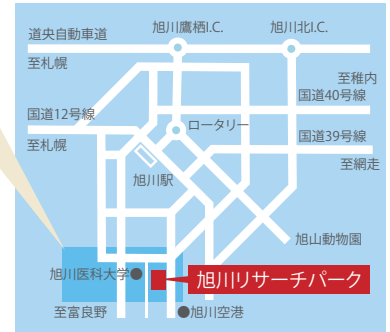 旭川鷹栖I.C.
旭川北I.C.
道央自動車道
至札幌
至稚内
国道40号線
国道12号線
ロータリー
国道39号線
至札幌
至網走
旭川駅
旭山動物園
旭川医科大学●
旭川リサーチパーク
至富良野
●旭川空港